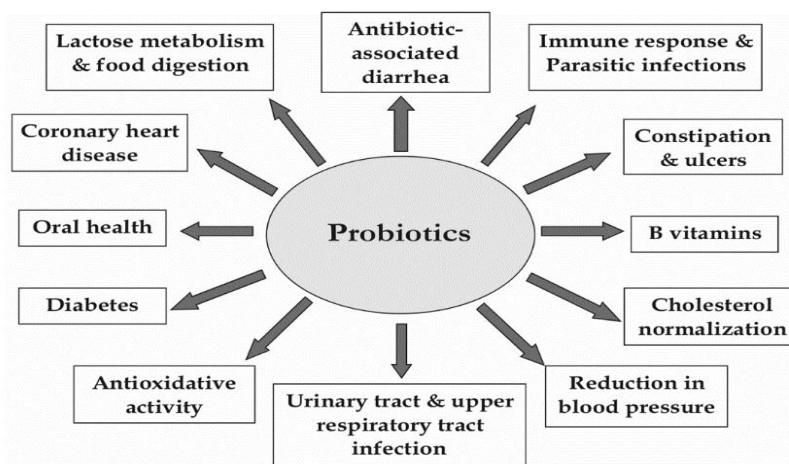 Lactose metabolism
& food digestion
Antibiotic-
associated
diarrhea
Immune response &
Parasitic infections
Coronary heart
disease
Constipation
& ulcers
Oral health
Probiotics
B vitamins
Diabetes
Cholesterol
normalization
Antioxidative
activity
Urinary tract & upper
respiratory tract
infection
Reduction in
blood pressure